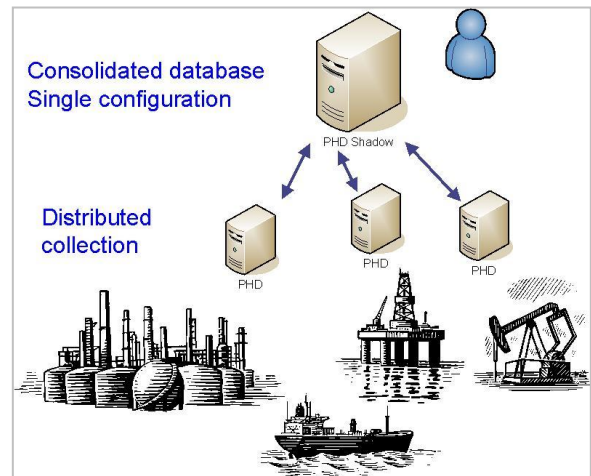 Consolidated database
Single configuration
PHD Shadow
Distributed
collection
PHD
PHD
PHD